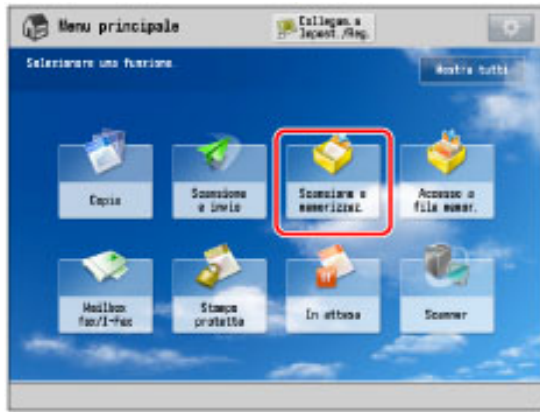 Menu principale
Collegam. a
Impost./Reg.
Selezionare una funzione.
Mostra tutti
Copia
Scansione
e invio
Scansione e
memorizzaz.
Accesso a
file memor.
Mailbox
fax/I-Fax
Stampa
protetta
In attesa
Scanner